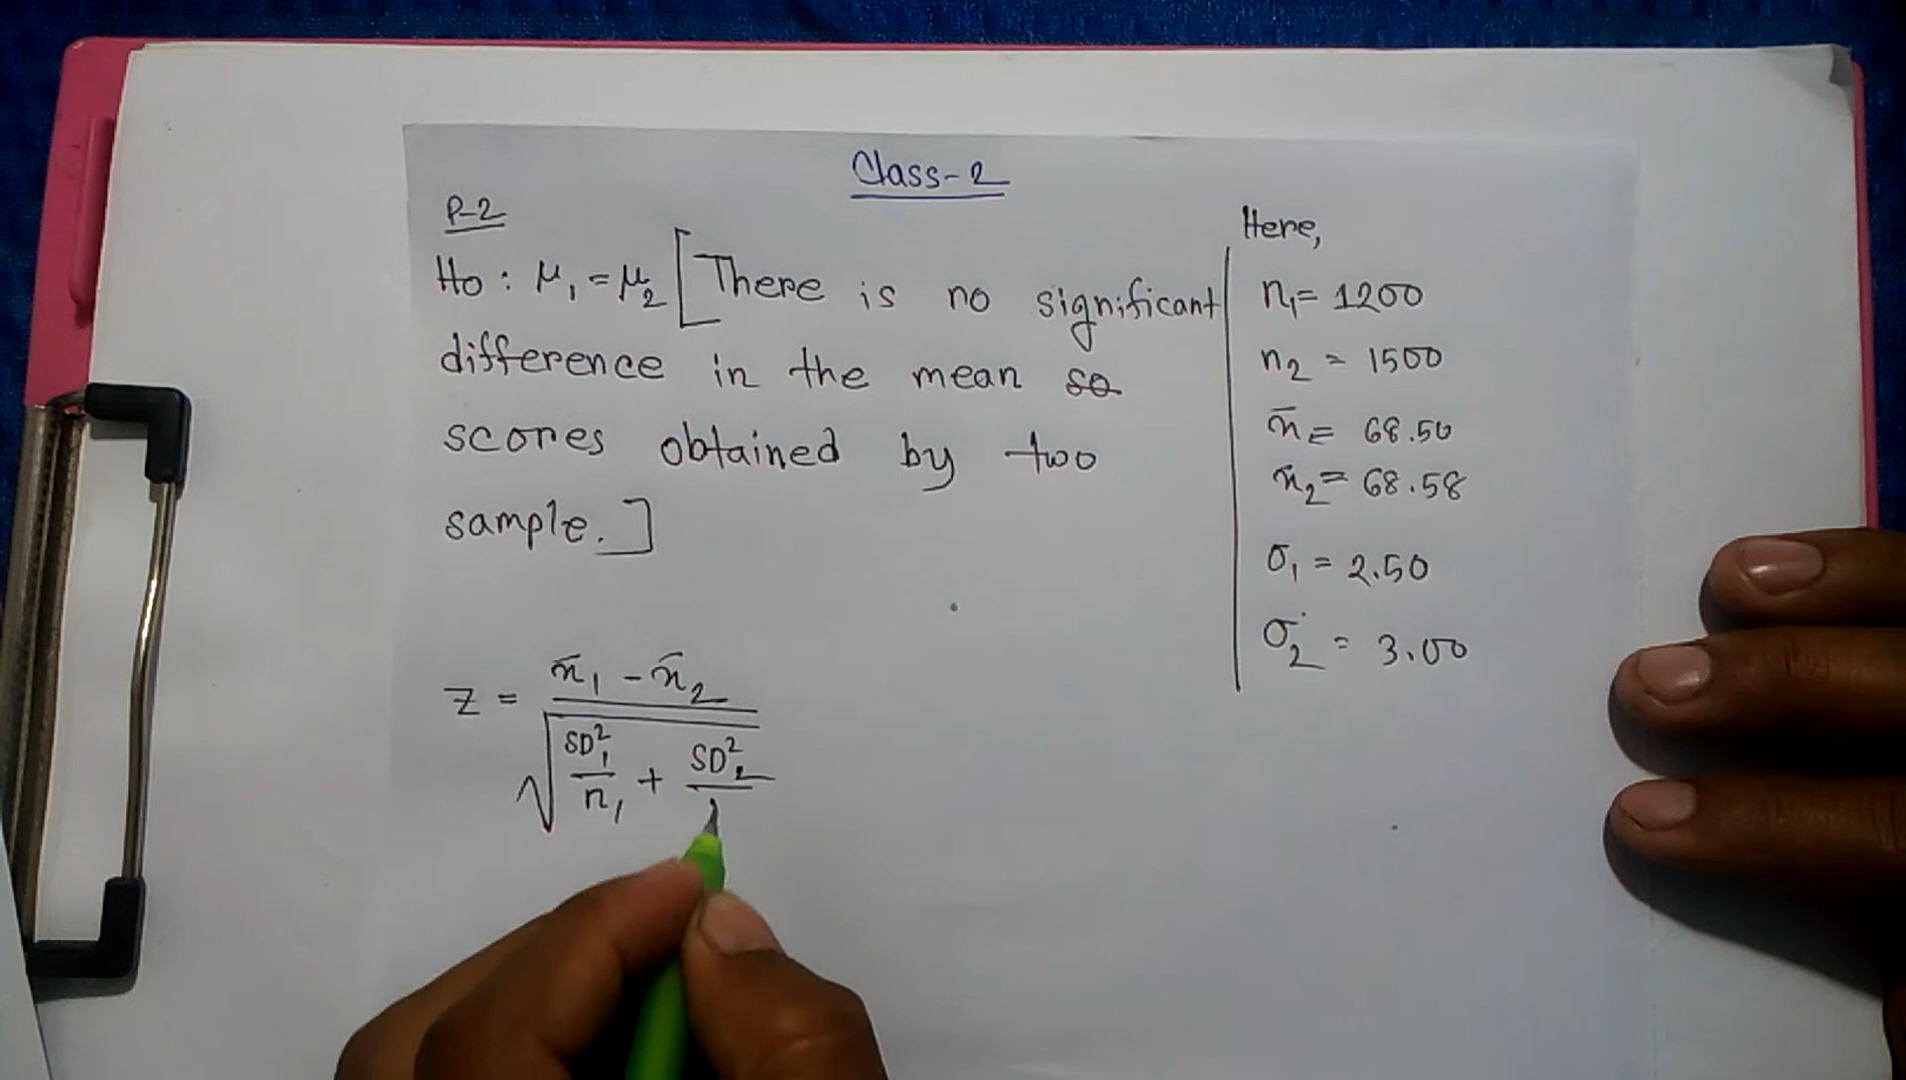 Class-2
P-2
Ho: μ₁ = μ₂ [There is no significant
difference in the mean so
scores obtained by two
sample.]
Here,
n₁= 1200
n₂ = 1500
x̄ = 68.50
x̄₂ = 68.58
σ₁ = 2.50
σ₂ = 3.00
Z = x̄₁ - x̄₂
√ SD₁² / n₁ + SD₂² /